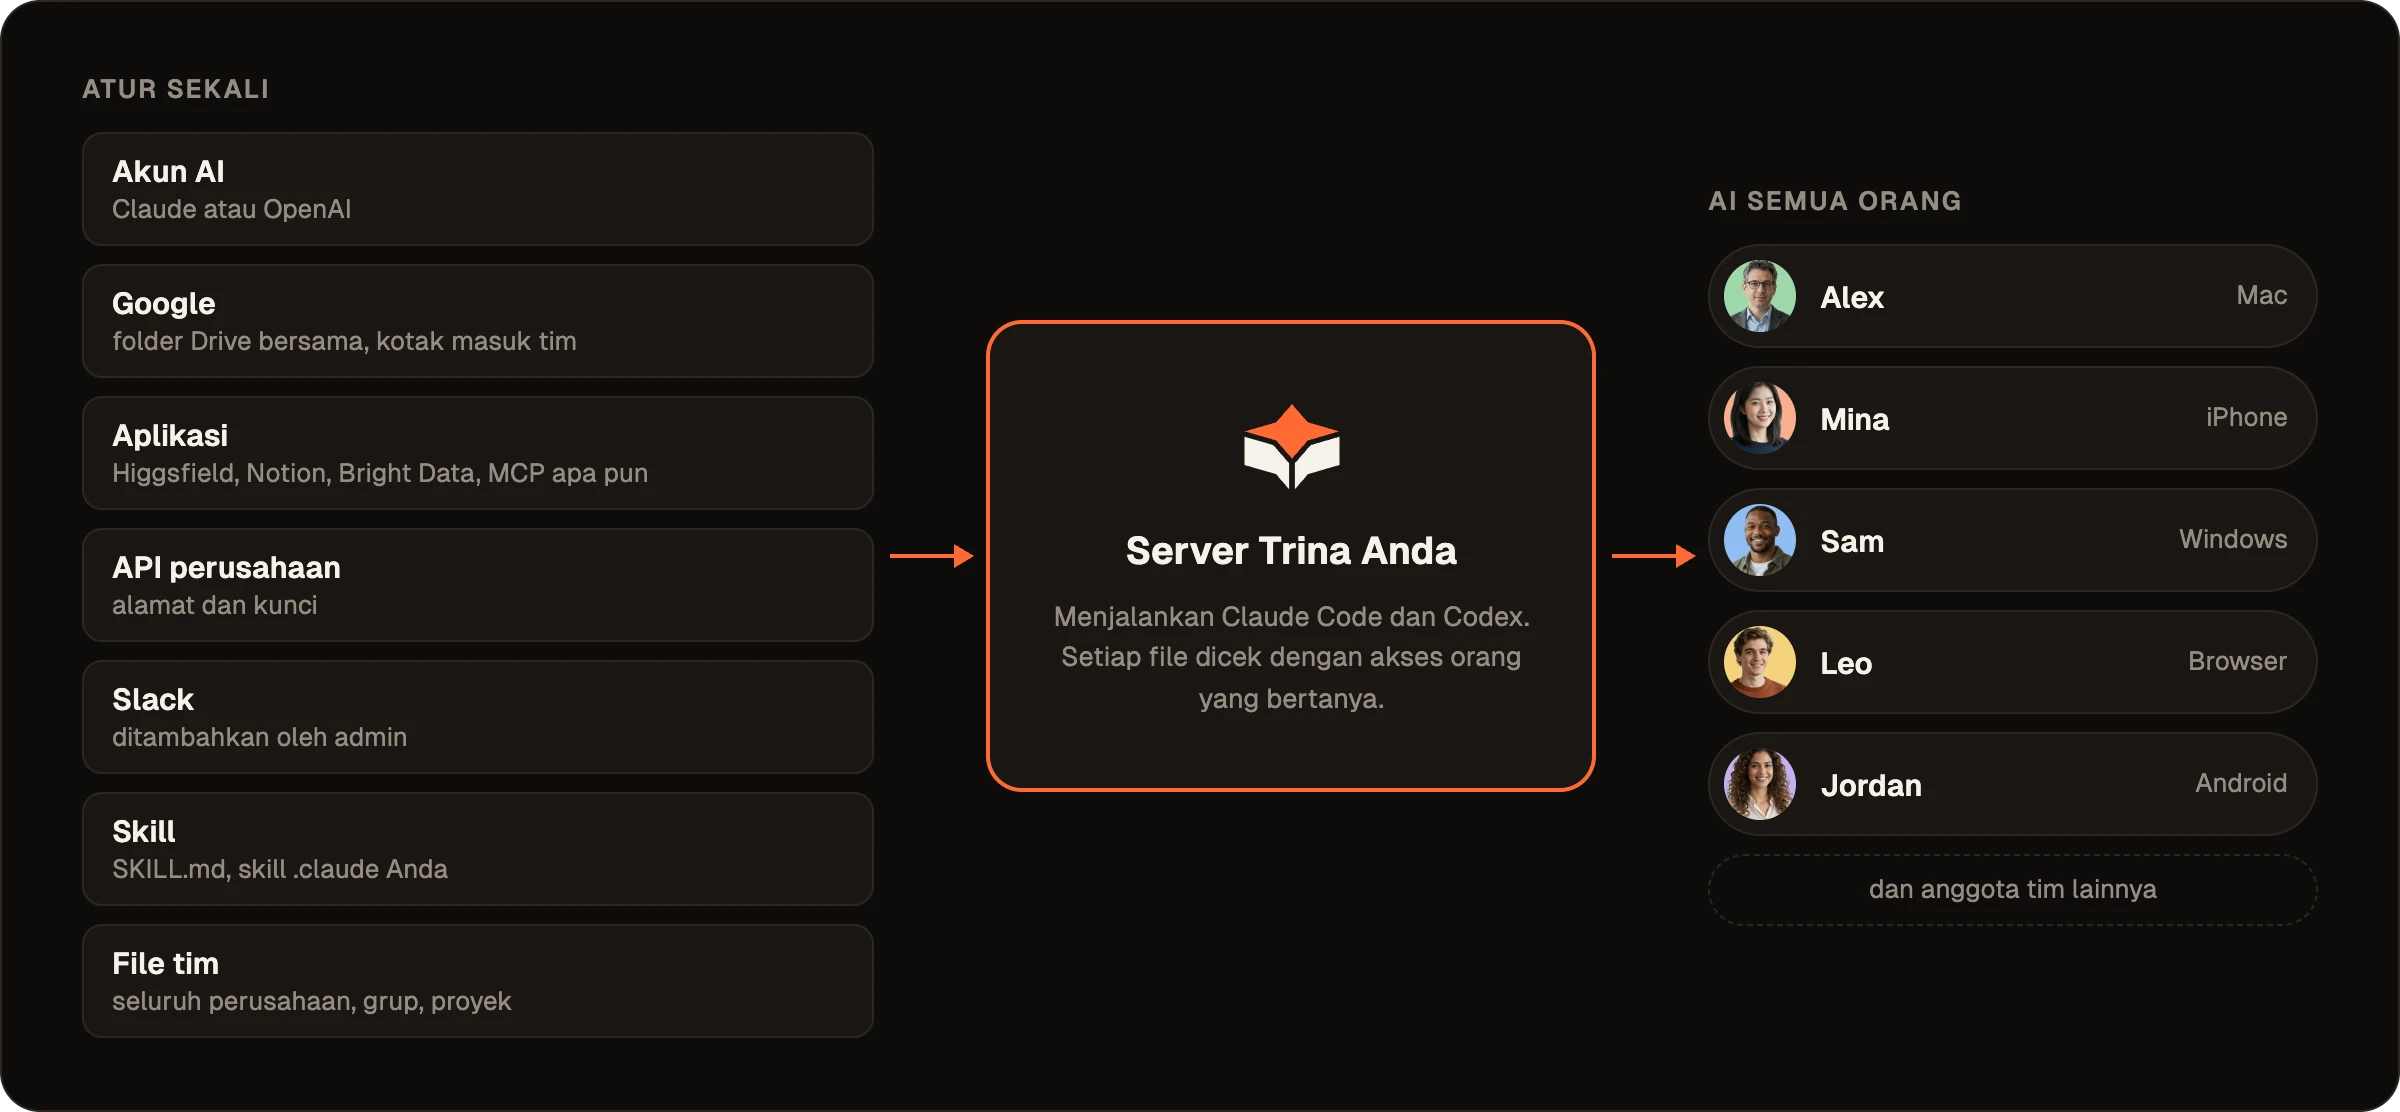 ATUR SEKALI
Akun AI
Claude atau OpenAI
Google
folder Drive bersama, kotak masuk tim
Aplikasi
Higgsfield, Notion, Bright Data, MCP apa pun
API perusahaan
alamat dan kunci
Slack
ditambahkan oleh admin
Skill
SKILL.md, skill .claude Anda
File tim
seluruh perusahaan, grup, proyek
Server Trina Anda
Menjalankan Claude Code dan Codex.
Setiap file dicek dengan akses orang
yang bertanya.
AI SEMUA ORANG
Alex Mac
Mina iPhone
Sam Windows
Leo Browser
Jordan Android
dan anggota tim lainnya